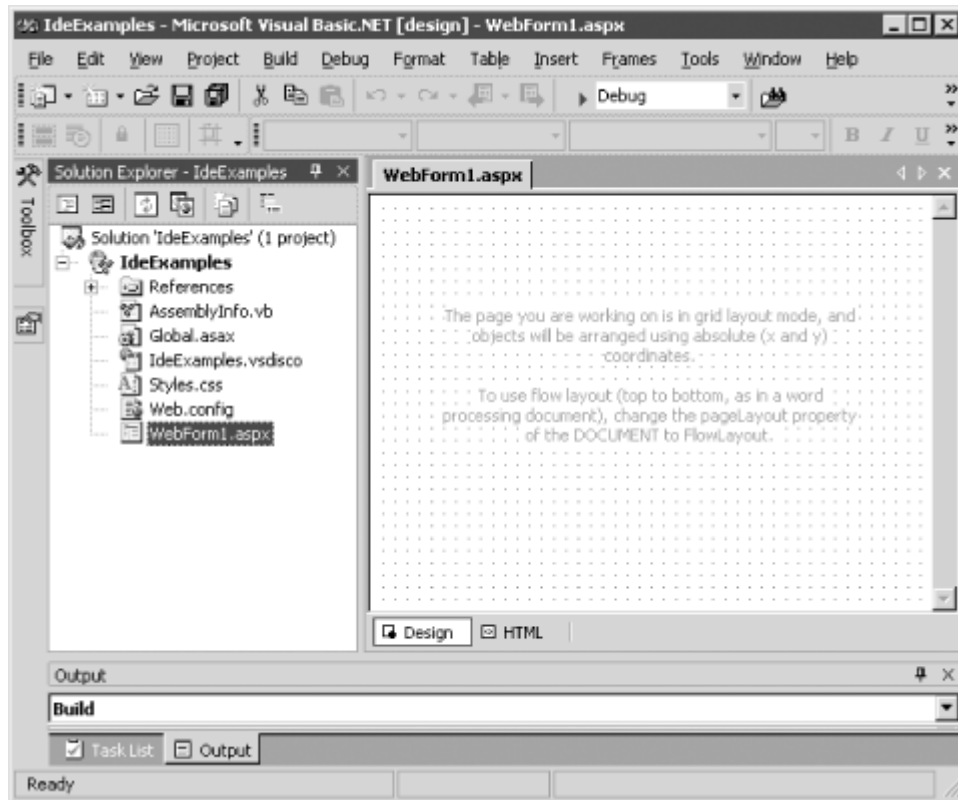 IdeExamples - Microsoft Visual Basic.NET [design] - WebForm1.aspx
File Edit View Project Build Debug Format Table Insert Frames Tools Window Help
Debug
B I U
Toolbox
Solution Explorer - IdeExamples
Solution 'IdeExamples' (1 project)
IdeExamples
References
AssemblyInfo.vb
Global.asax
IdeExamples.vsdisco
Styles.css
Web.config
WebForm1.aspx
WebForm1.aspx
The page you are working on is in grid layout mode, and
objects will be arranged using absolute (x and y)
coordinates.
To use flow layout (top to bottom, as in a word
processing document), change the pageLayout property
of the DOCUMENT to FlowLayout.
Design HTML
Output
Build
Task List Output
Ready